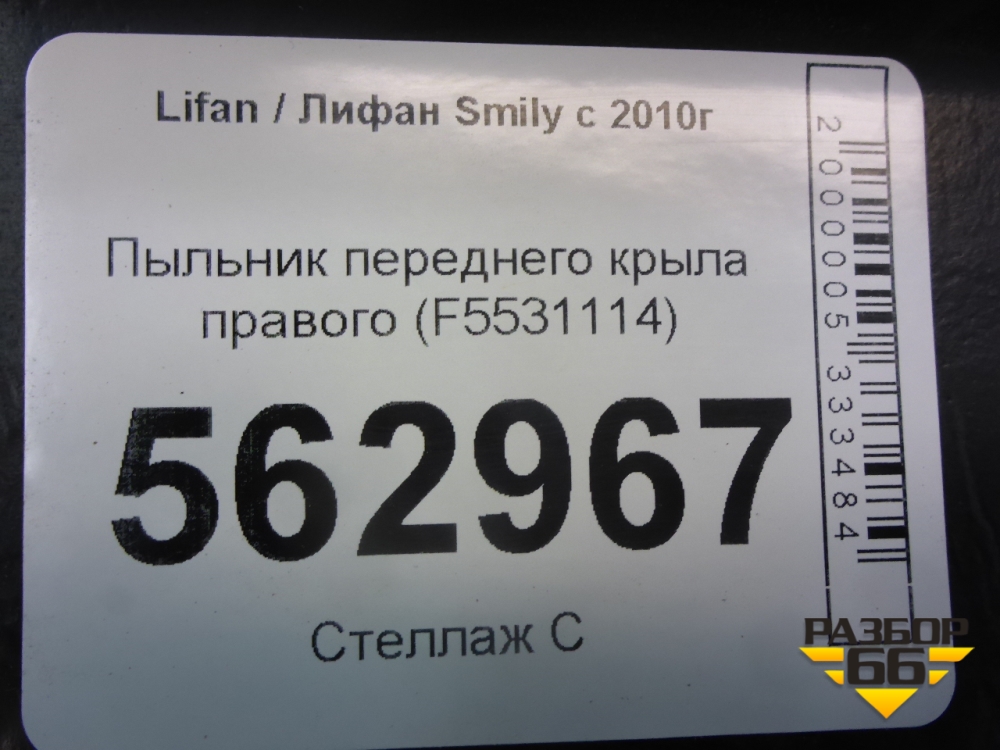 Lifan / Лифан Smily с 2010г
Пыльник переднего крыла
правого (F5531114)
562967
Стеллаж С
2000005333484
РАЗБОР
66